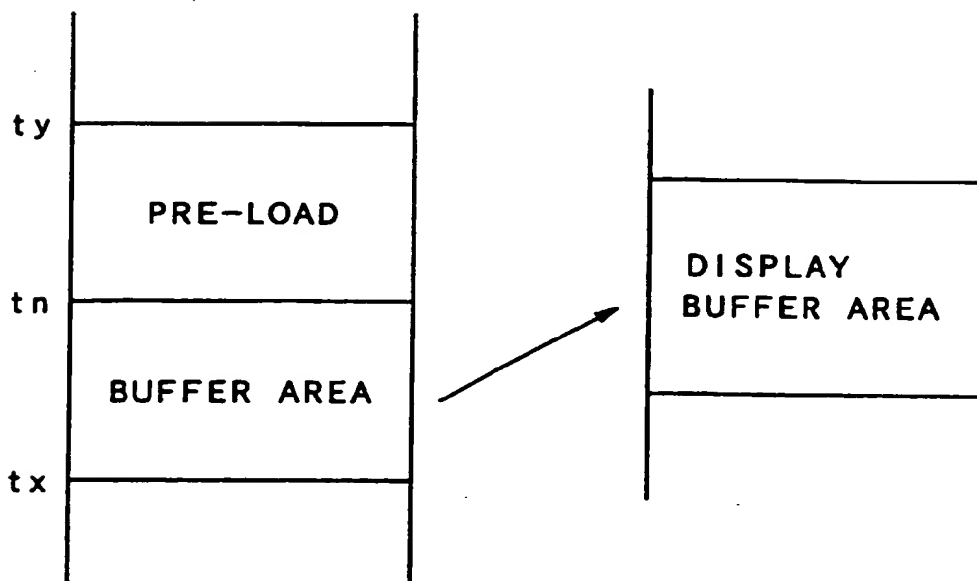 ty
PRE-LOAD
tn
BUFFER AREA
tx
DISPLAY
BUFFER AREA